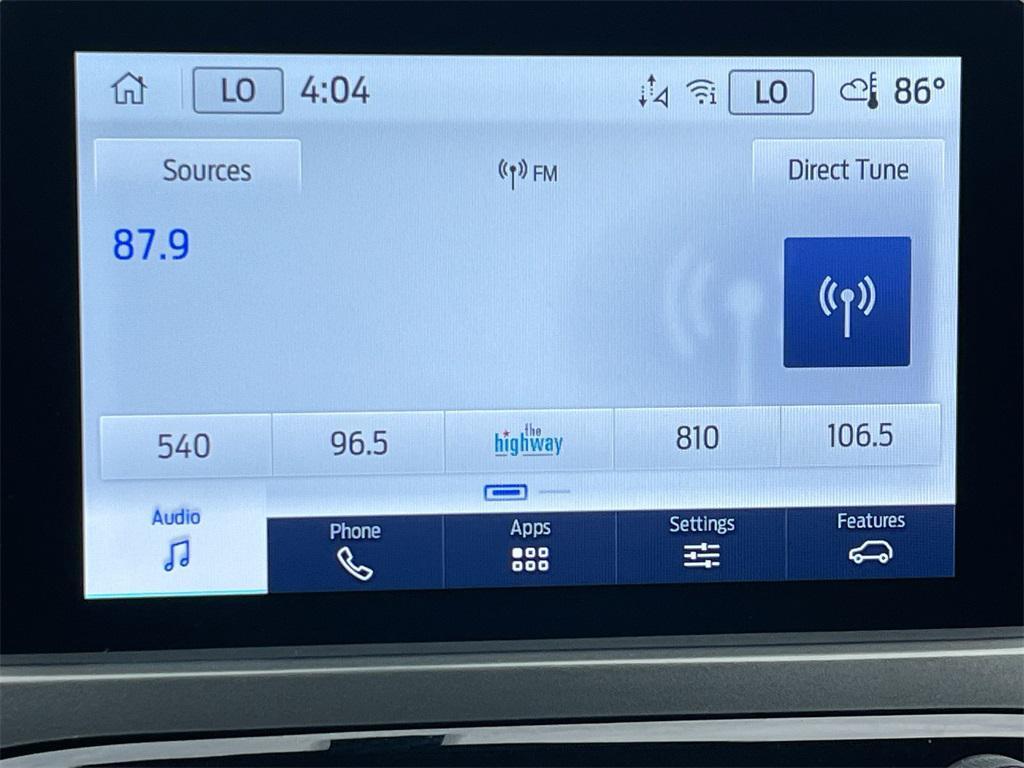 LO 4:04 LO 86°
Sources FM Direct Tune
87.9
540 96.5 the highway 810 106.5
Audio Phone Apps Settings Features